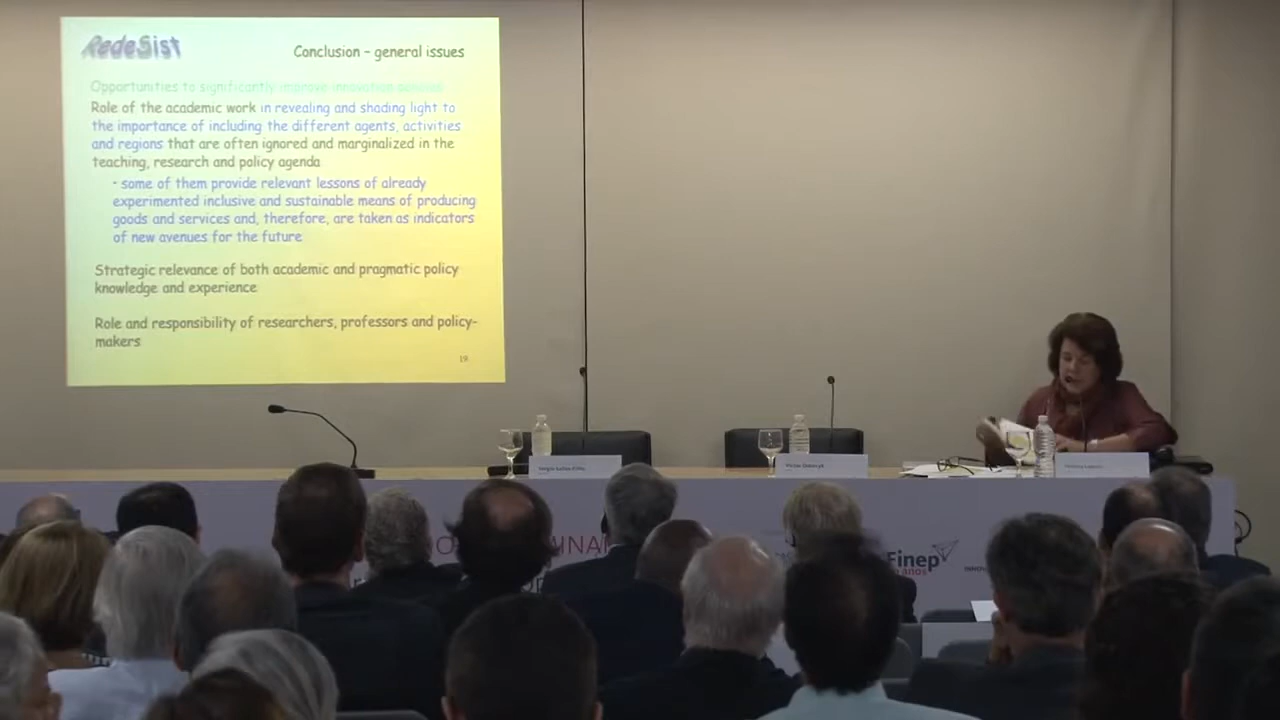 RedeSist
Conclusion – general issues
Opportunities to significantly improve innovation policies
Role of the academic work in revealing and shading light to
the importance of including the different agents, activities
and regions that are often ignored and marginalized in the
teaching, research and policy agenda
- some of them provide relevant lessons of already
experimented inclusive and sustainable means of producing
goods and services and, therefore, are taken as indicators
of new avenues for the future
Strategic relevance of both academic and pragmatic policy
knowledge and experience
Role and responsibility of researchers, professors and policy-
makers
19
Finep
anos